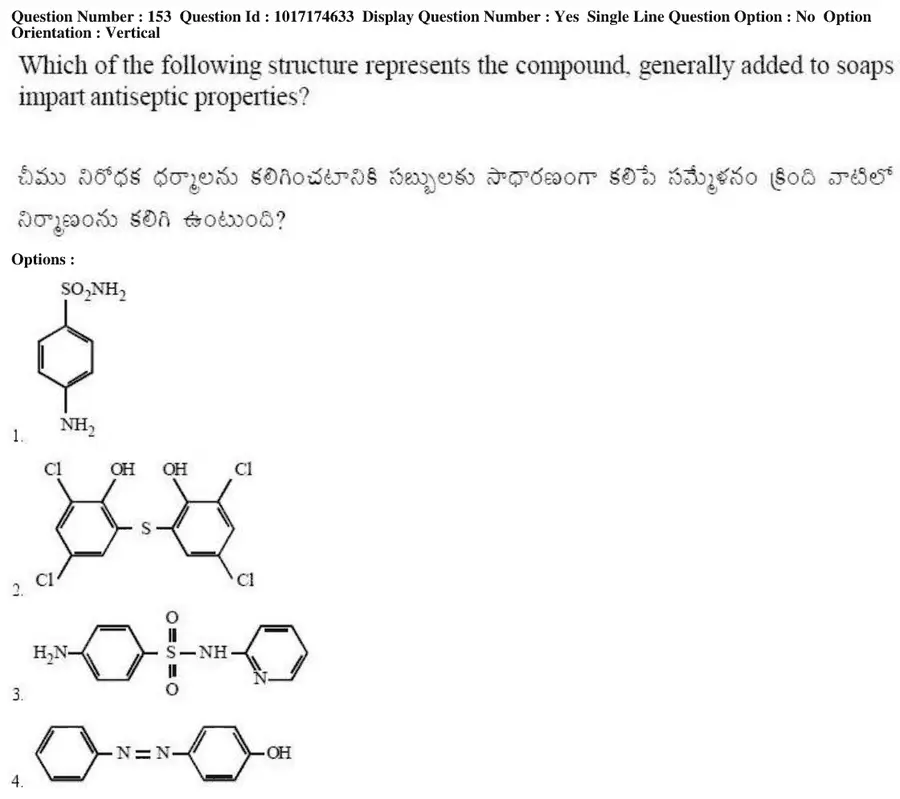 Question Number : 153 Question Id : 1017174633 Display Question Number : Yes Single Line Question Option : No Option
Orientation : Vertical
Which of the following structure represents the compound, generally added to soaps
impart antiseptic properties?
చీము నిరోధక ధర్మాలను కలిగించటానికి సబ్బులకు సాధారణంగా కలిపే సమ్మేళనం క్రింది వాటిలో
నిర్మాణంను కలిగి ఉంటుంది?
Options :
SO₂NH₂
NH₂
1.
Cl OH OH Cl
S
Cl Cl
2.
O
H₂N S NH
N
O
3.
N = N OH
4.